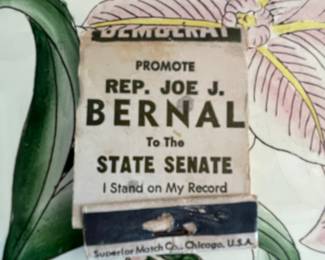 DEMOCRAT
PROMOTE
REP. JOE J.
BERNAL
To The
STATE SENATE
I Stand on My Record
Superior Match Co., Chicago, U.S.A.